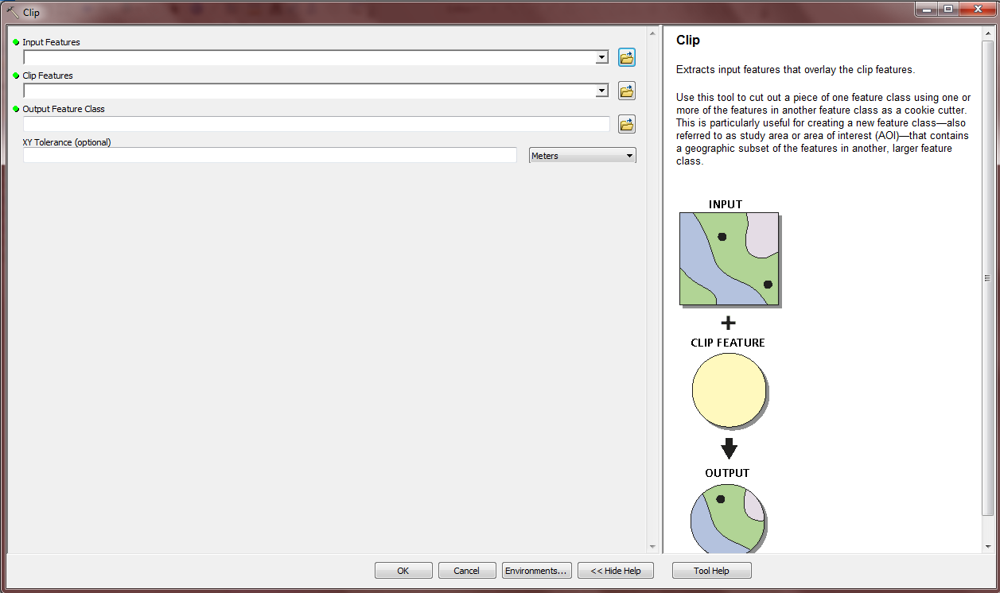 Clip
Input Features
Clip Features
Output Feature Class
XY Tolerance (optional)
Meters
Clip
Extracts input features that overlay the clip features.
Use this tool to cut out a piece of one feature class using one or
more of the features in another feature class as a cookie cutter.
This is particularly useful for creating a new feature class—also
referred to as study area or area of interest (AOI)—that contains
a geographic subset of the features in another, larger feature
class.
INPUT
+
CLIP FEATURE
OUTPUT
OK
Cancel
Environments...
<< Hide Help
Tool Help